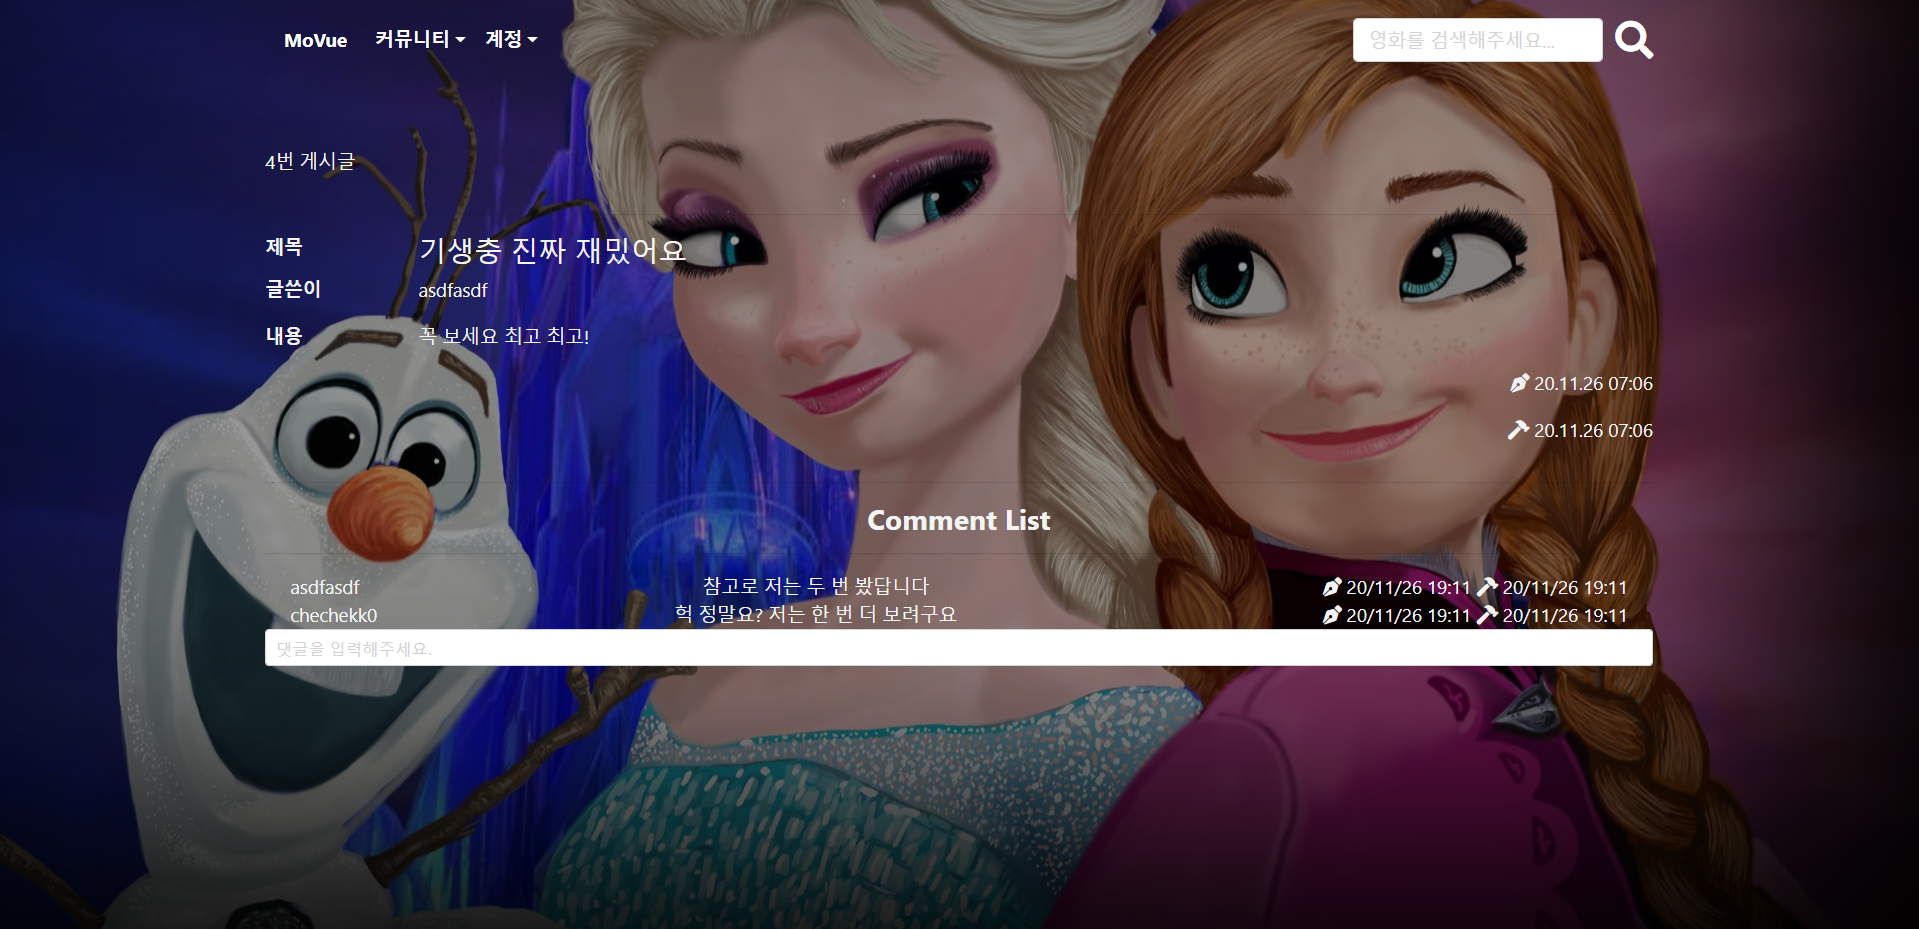 MoVue 커뮤니티 계정 영화를 검색해주세요...
4번 게시글
제목 기생충 진짜 재밌어요
글쓴이 asdfasdf
내용 꼭 보세요 최고 최고!
20.11.26 07:06
20.11.26 07:06
Comment List
asdfasdf 참고로 저는 두 번 봤답니다 20/11/26 19:11 20/11/26 19:11
chechekk0 헉 정말요? 저는 한 번 더 보려구요 20/11/26 19:11 20/11/26 19:11
댓글을 입력해주세요.